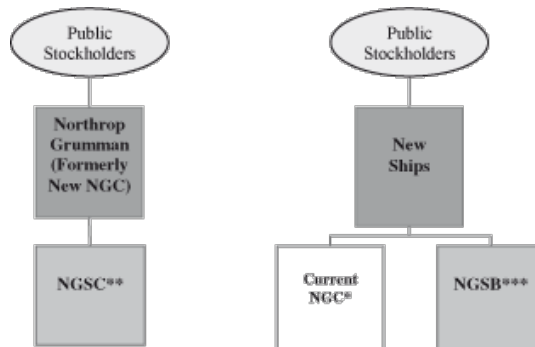 Public
Stockholders
Northrop
Grumman
(Formerly
New NGC)
NGSC**
Public
Stockholders
New
Ships
Current
NGC*
NGSB***